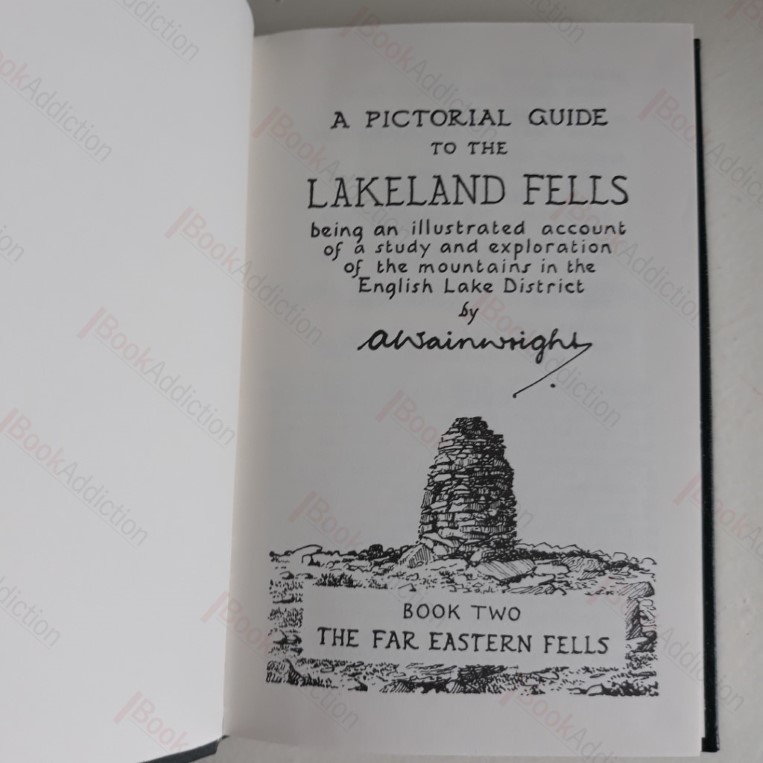 A PICTORIAL GUIDE
TO THE
LAKELAND FELLS
being an illustrated account
of a study and exploration
of the mountains in the
English Lake District
by
AWainwright
BOOK TWO
THE FAR EASTERN FELLS
BookAddiction